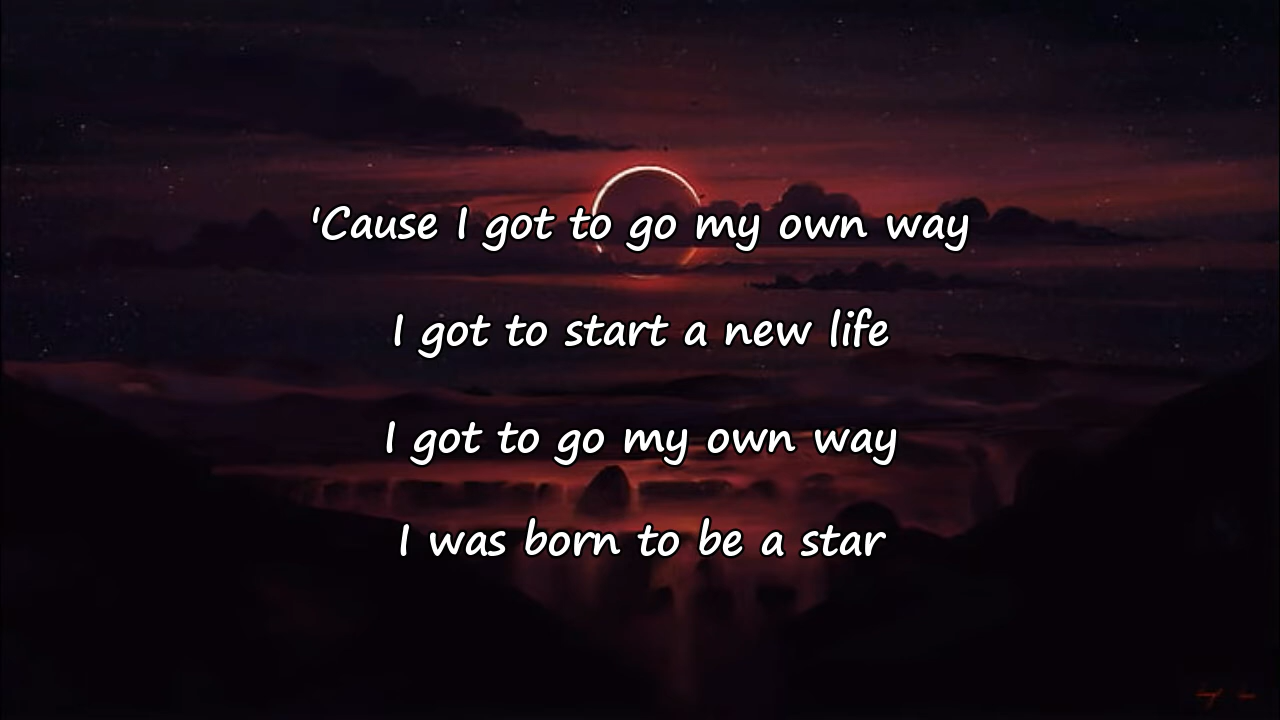 'Cause I got to go my own way
I got to start a new life
I got to go my own way
I was born to be a star